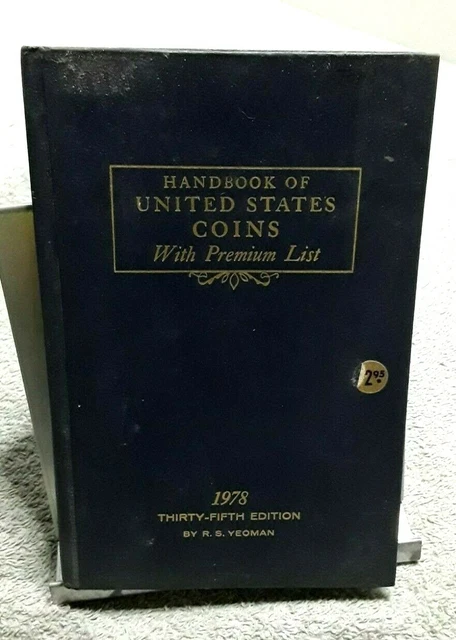 HANDBOOK OF
UNITED STATES
COINS
With Premium List
2.95
1978
THIRTY-FIFTH EDITION
BY R. S. YEOMAN